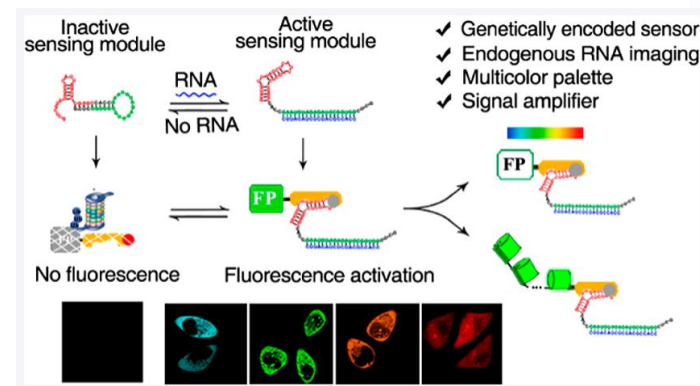 Inactive
sensing module
Active
sensing module
RNA
No RNA
✓ Genetically encoded sensor
✓ Endogenous RNA imaging
✓ Multicolor palette
✓ Signal amplifier
FP
FP
No fluorescence
Fluorescence activation